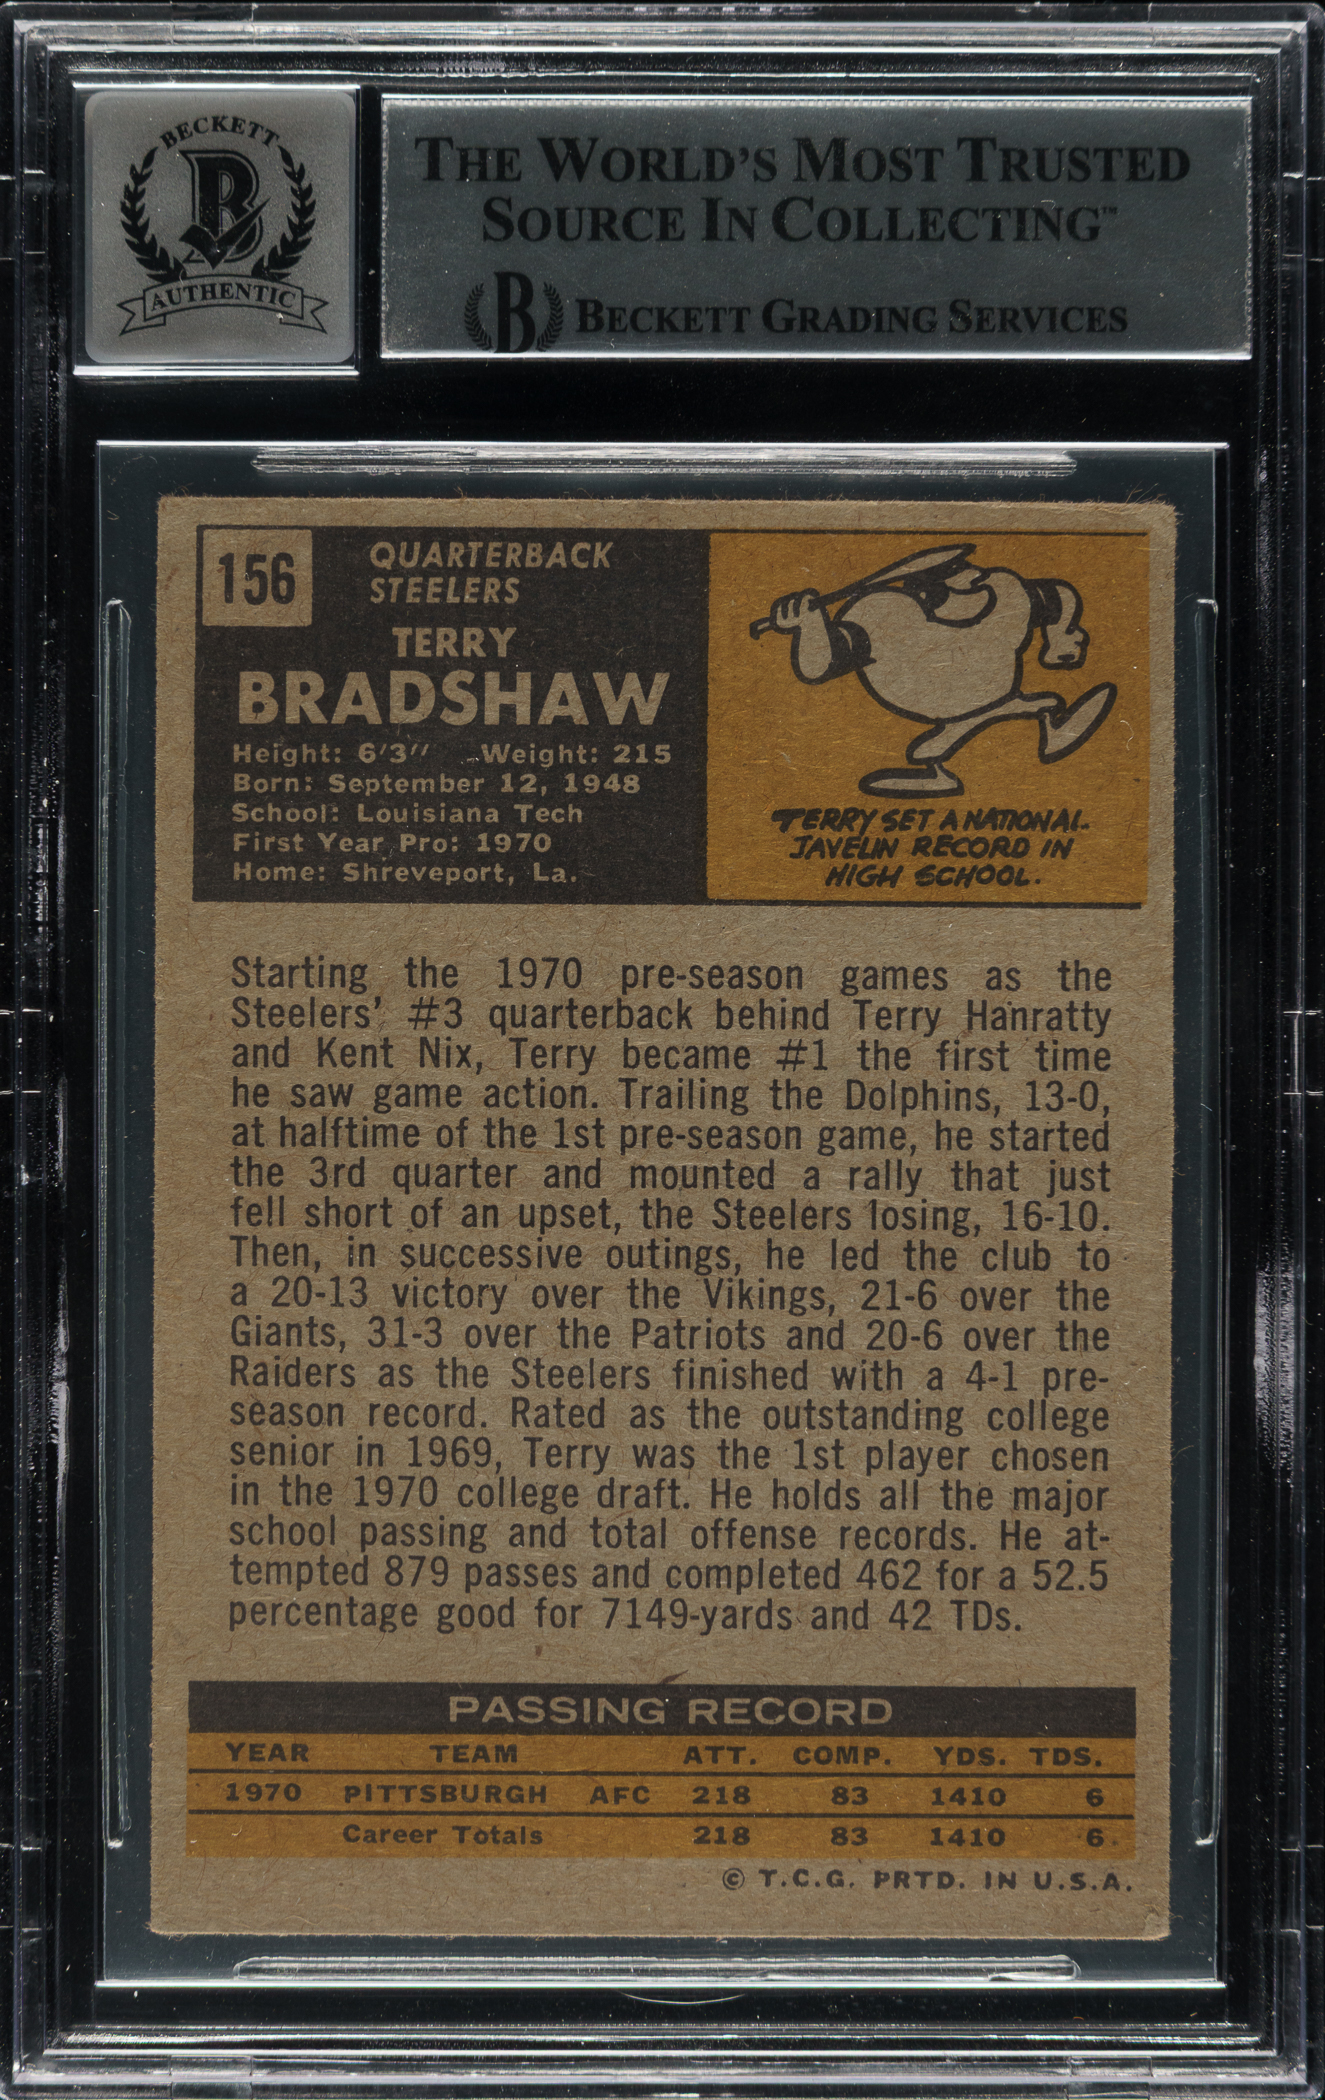 BECKETT
B
AUTHENTIC
THE WORLD'S MOST TRUSTED
SOURCE IN COLLECTING™
B BECKETT GRADING SERVICES
156
QUARTERBACK
STEELERS
TERRY
BRADSHAW
Height: 6'3" Weight: 215
Born: September 12, 1948
School: Louisiana Tech
First Year Pro: 1970
Home: Shreveport, La.
TERRY SET A NATIONAL
JAVELIN RECORD IN
HIGH SCHOOL.
Starting the 1970 pre-season games as the
Steelers' #3 quarterback behind Terry Hanratty
and Kent Nix, Terry became #1 the first time
he saw game action. Trailing the Dolphins, 13-0,
at halftime of the 1st pre-season game, he started
the 3rd quarter and mounted a rally that just
fell short of an upset, the Steelers losing, 16-10.
Then, in successive outings, he led the club to
a 20-13 victory over the Vikings, 21-6 over the
Giants, 31-3 over the Patriots and 20-6 over the
Raiders as the Steelers finished with a 4-1 pre-
season record. Rated as the outstanding college
senior in 1969, Terry was the 1st player chosen
in the 1970 college draft. He holds all the major
school passing and total offense records. He at-
tempted 879 passes and completed 462 for a 52.5
percentage good for 7149-yards and 42 TDs.
PASSING RECORD
YEAR TEAM ATT. COMP. YDS. TDS.
1970 PITTSBURGH AFC 218 83 1410 6
Career Totals 218 83 1410 6
© T.C.G. PRTD. IN U.S.A.